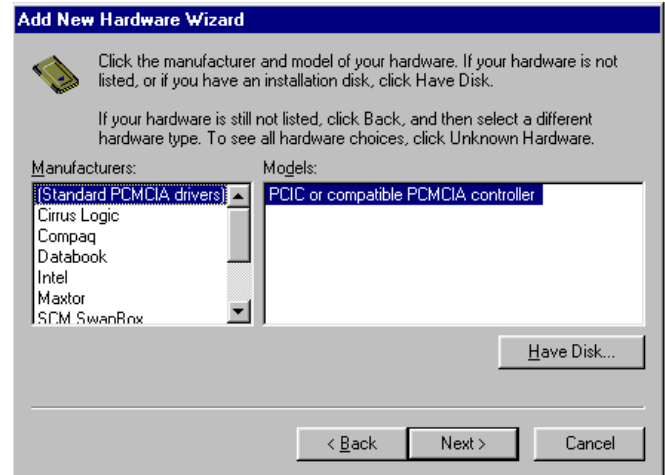 Add New Hardware Wizard
Click the manufacturer and model of your hardware. If your hardware is not
listed, or if you have an installation disk, click Have Disk.
If your hardware is still not listed, click Back, and then select a different
hardware type. To see all hardware choices, click Unknown Hardware.
Manufacturers:
Models:
(Standard PCMCIA drivers)
PCIC or compatible PCMCIA controller
Cirrus Logic
Compaq
Databook
Intel
Maxtor
SCM SwapBox
Have Disk...
< Back
Next >
Cancel